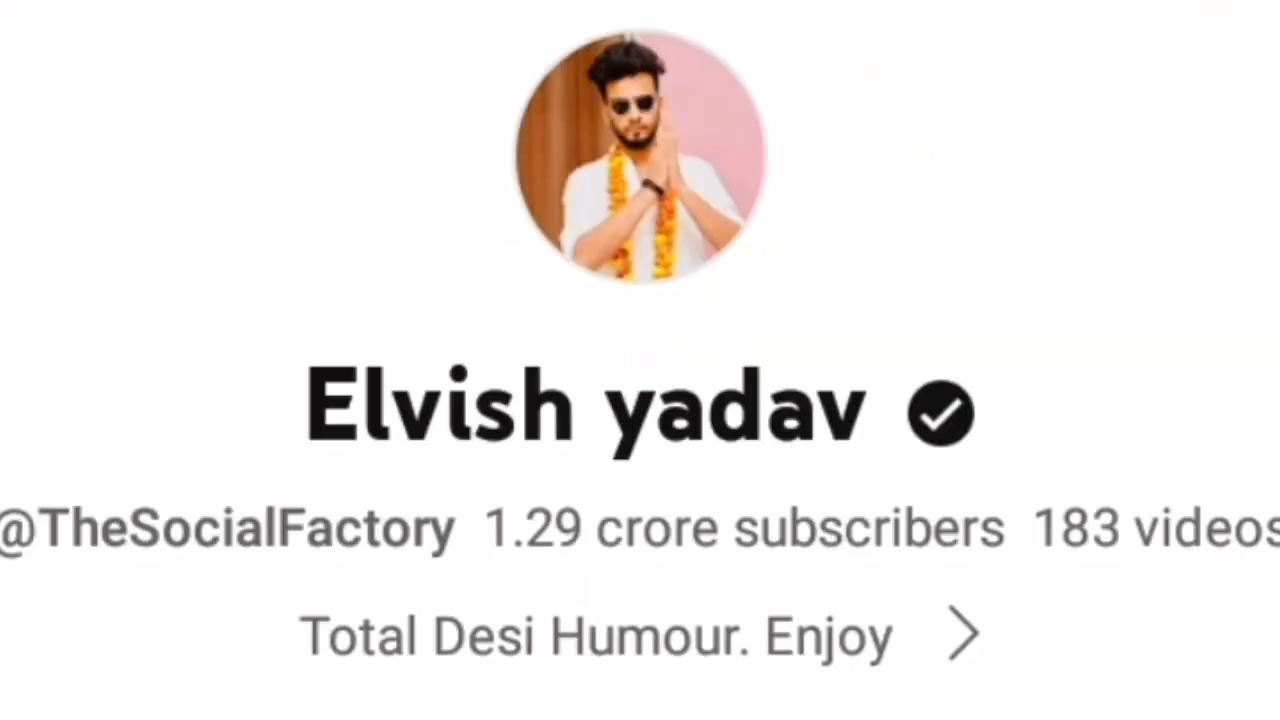 Elvish yadav
@TheSocialFactory 1.29 crore subscribers 183 videos
Total Desi Humour. Enjoy